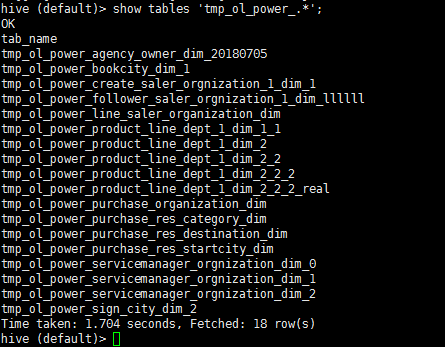 hive (default)> show tables 'tmp_ol_power_.*';
OK
tab_name
tmp_ol_power_agency_owner_dim_20180705
tmp_ol_power_bookcity_dim_1
tmp_ol_power_create_saler_orgnization_1_dim_1
tmp_ol_power_follower_saler_orgnization_1_dim_llllll
tmp_ol_power_line_saler_organization_dim
tmp_ol_power_product_line_dept_1_dim_1_1
tmp_ol_power_product_line_dept_1_dim_2
tmp_ol_power_product_line_dept_1_dim_2_2
tmp_ol_power_product_line_dept_1_dim_2_2_2
tmp_ol_power_product_line_dept_1_dim_2_2_2_real
tmp_ol_power_purchase_organization_dim
tmp_ol_power_purchase_res_category_dim
tmp_ol_power_purchase_res_destination_dim
tmp_ol_power_purchase_res_startcity_dim
tmp_ol_power_servicemanager_orgnization_dim_0
tmp_ol_power_servicemanager_orgnization_dim_1
tmp_ol_power_servicemanager_orgnization_dim_2
tmp_ol_power_sign_city_dim_2
Time taken: 1.704 seconds, Fetched: 18 row(s)
hive (default)>